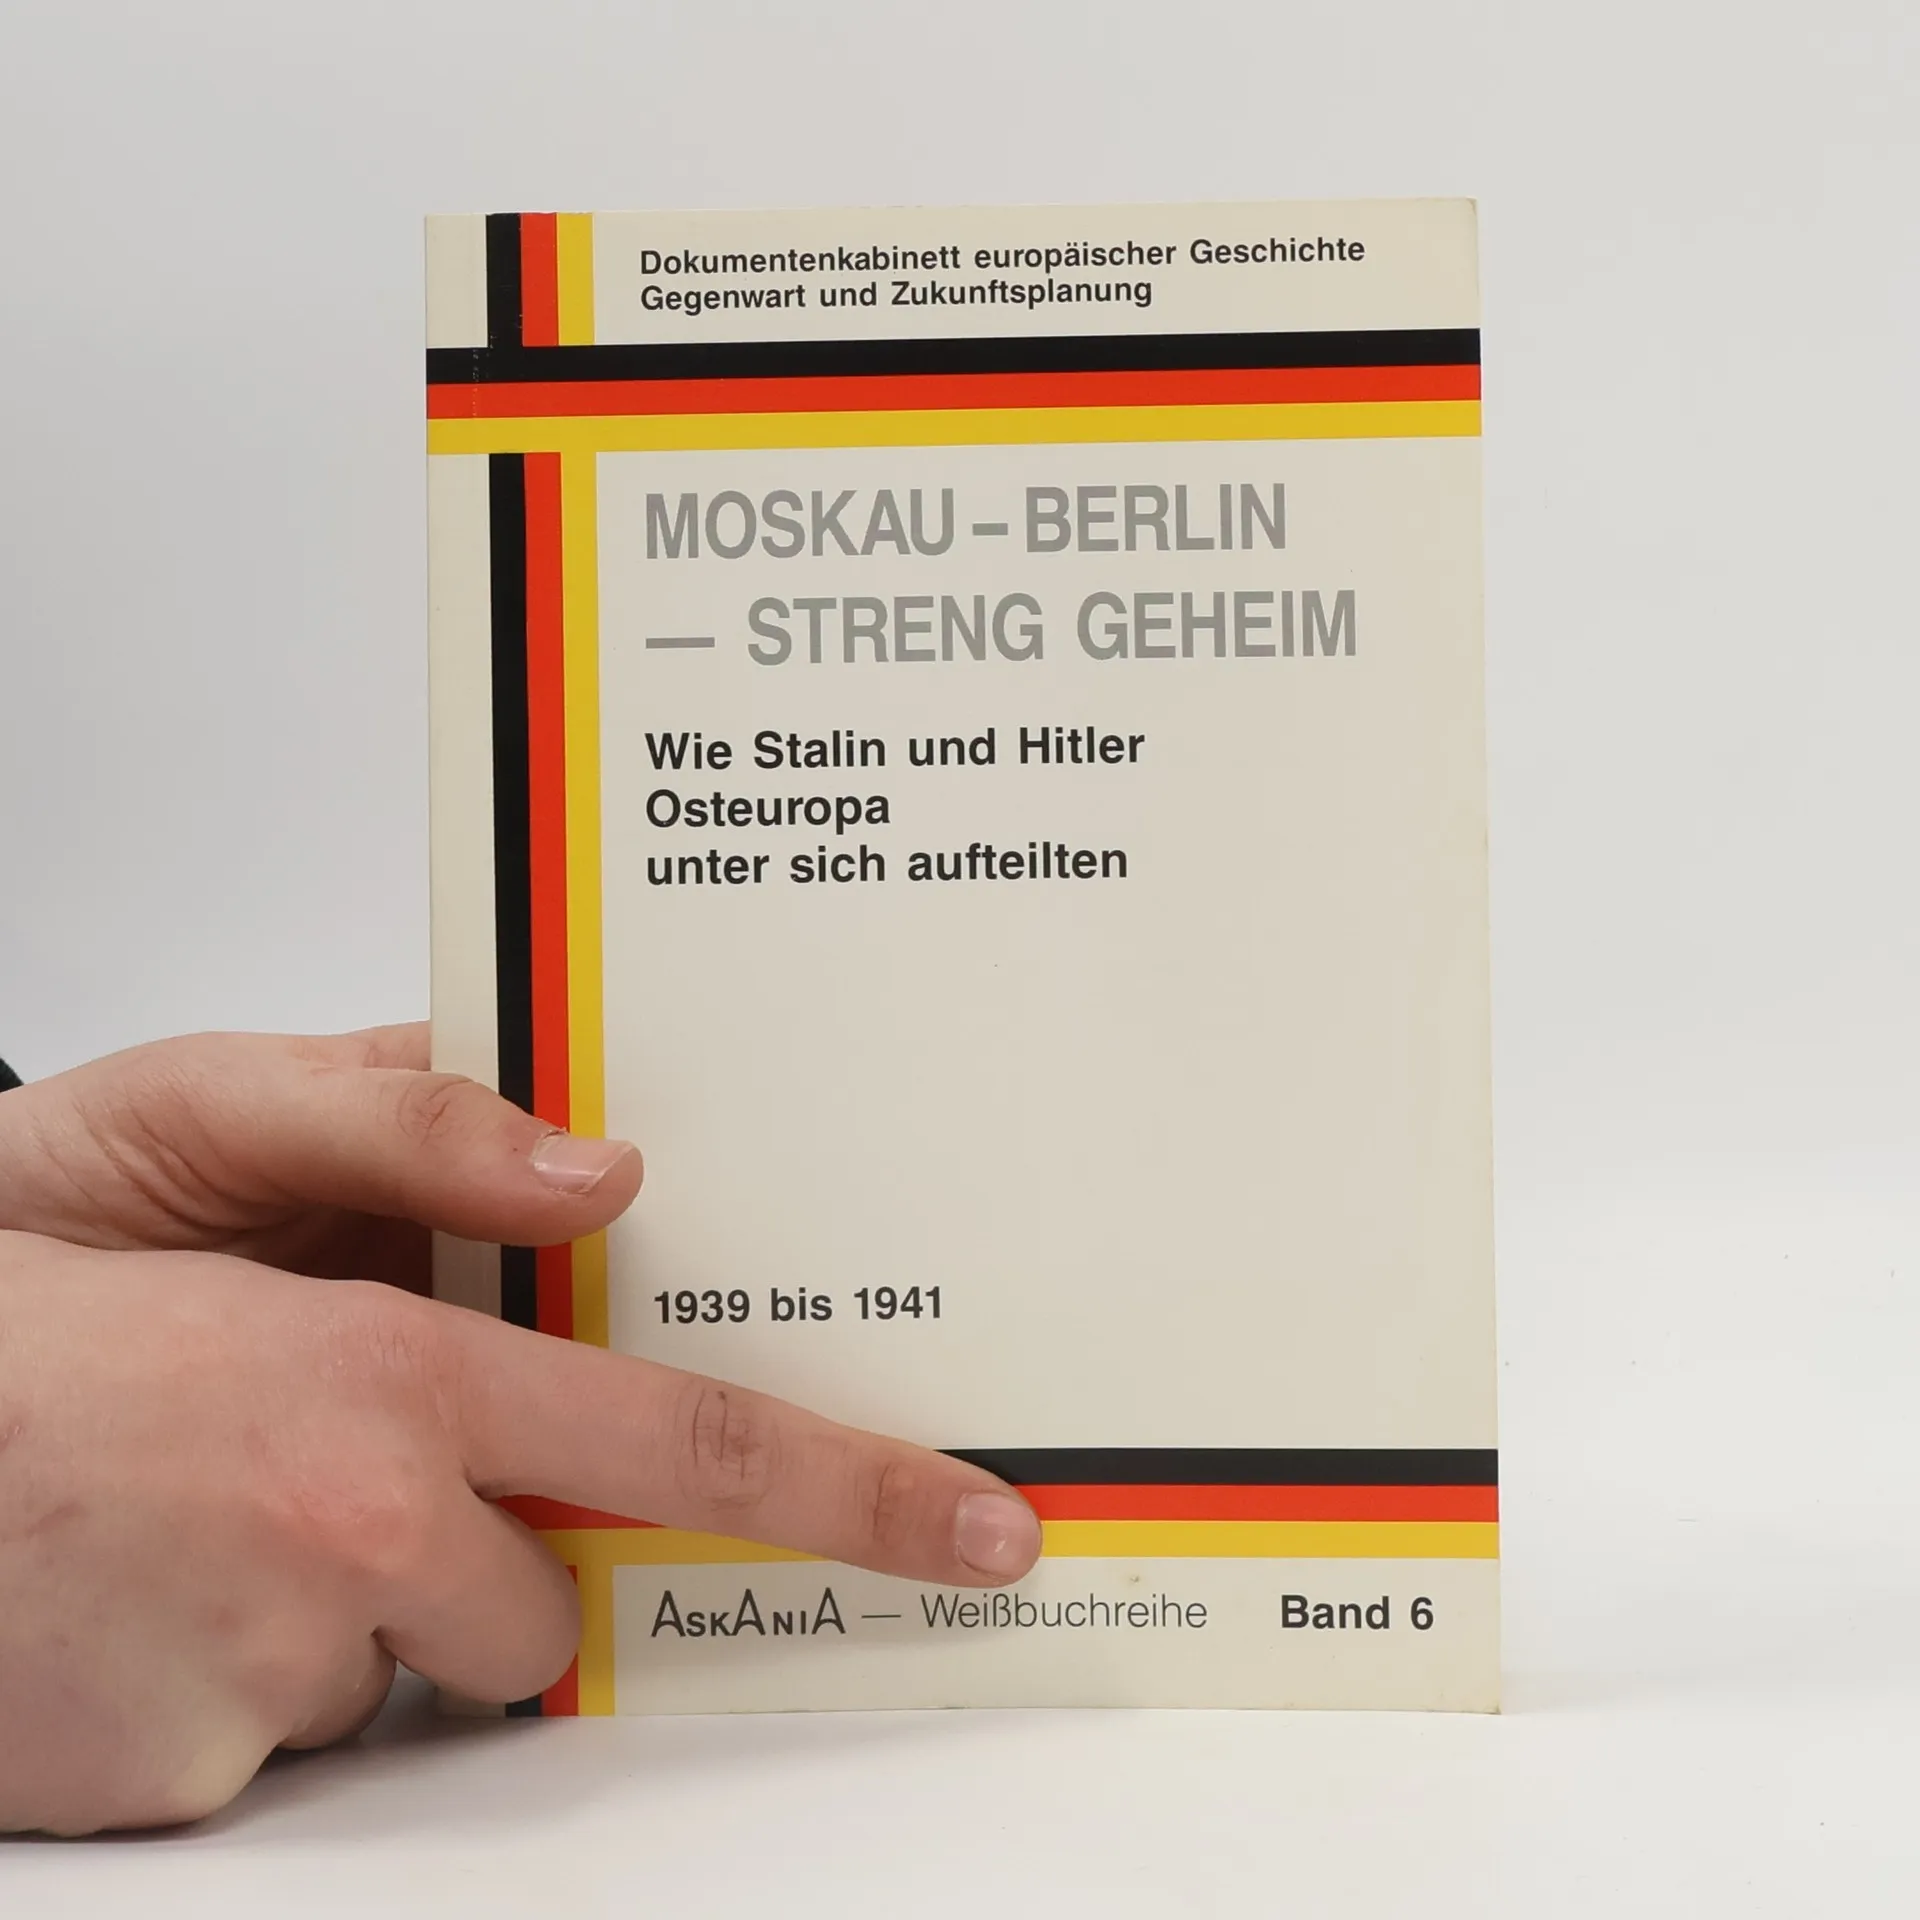 Dokumentenkabinett europäischer Geschichte
Gegenwart und Zukunftsplanung
MOSKAU – BERLIN
— STRENG GEHEIM
Wie Stalin und Hitler
Osteuropa
unter sich aufteilten
1939 bis 1941
ASKANIA — Weißbuchreihe Band 6